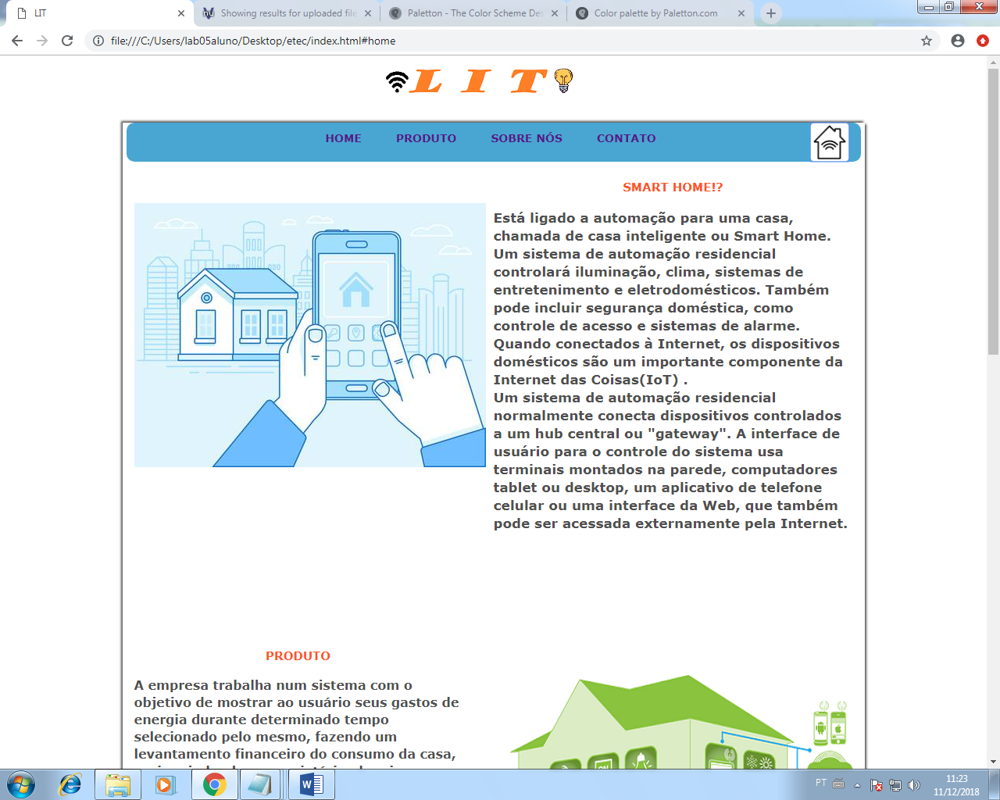 LIT
Showing results for uploaded file
Paletton - The Color Scheme Des
Color palette by Paletton.com
file:///C:/Users/lab05aluno/Desktop/etec/index.html#home
L I T
HOME PRODUTO SOBRE NÓS CONTATO
SMART HOME!?
Está ligado a automação para uma casa,
chamada de casa inteligente ou Smart Home.
Um sistema de automação residencial
controlará iluminação, clima, sistemas de
entretenimento e eletrodomésticos. Também
pode incluir segurança doméstica, como
controle de acesso e sistemas de alarme.
Quando conectados à Internet, os dispositivos
domésticos são um importante componente da
Internet das Coisas(IoT) .
Um sistema de automação residencial
normalmente conecta dispositivos controlados
a um hub central ou "gateway". A interface de
usuário para o controle do sistema usa
terminais montados na parede, computadores
tablet ou desktop, um aplicativo de telefone
celular ou uma interface da Web, que também
pode ser acessada externamente pela Internet.
PRODUTO
A empresa trabalha num sistema com o
objetivo de mostrar ao usuário seus gastos de
energia durante determinado tempo
selecionado pelo mesmo, fazendo um
levantamento financeiro do consumo da casa,
PT
11:23
11/12/2018